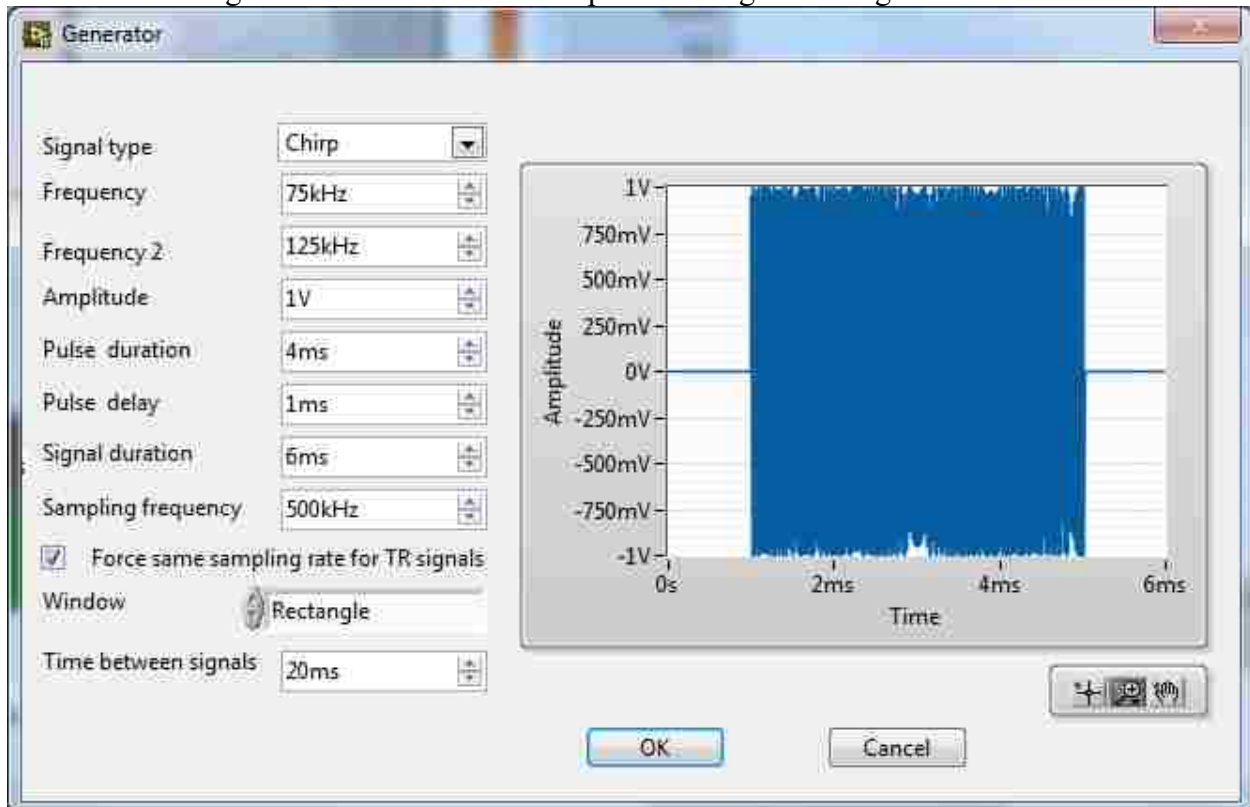 Generator
Signal type Chirp
Frequency 75kHz
Frequency 2 125kHz
Amplitude 1V
Pulse duration 4ms
Pulse delay 1ms
Signal duration 6ms
Sampling frequency 500kHz
Force same sampling rate for TR signals
Window Rectangle
Time between signals 20ms
Amplitude
1V
750mV
500mV
250mV
0V
-250mV
-500mV
-750mV
-1V
0s 2ms 4ms 6ms
Time
OK Cancel